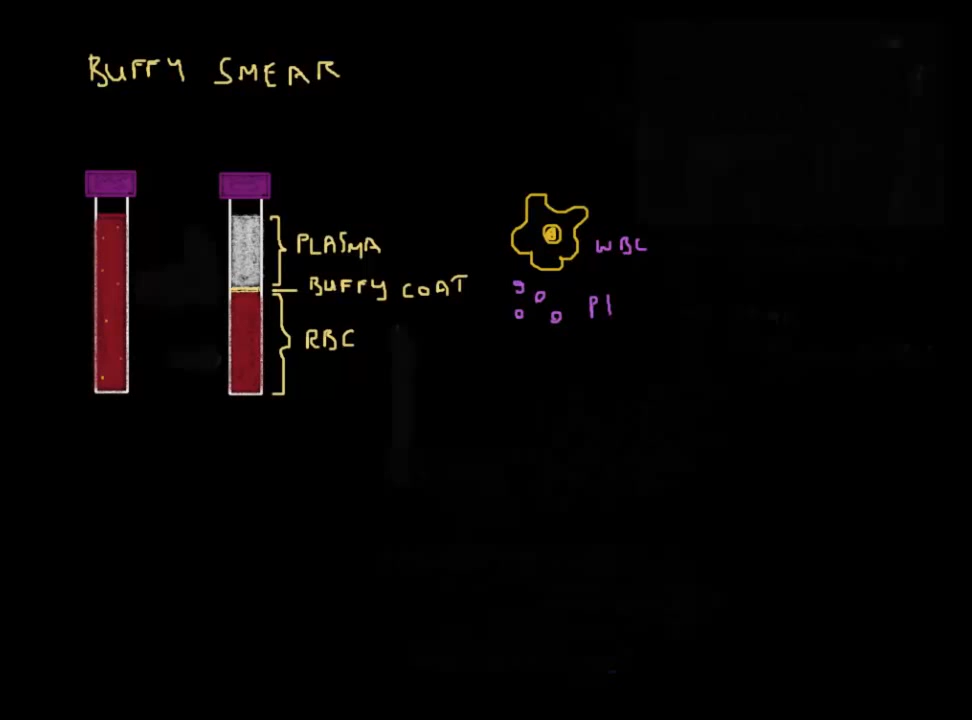 BUFFY SMEAR
PLASMA
BUFFY COAT
RBC
WBC
Pl